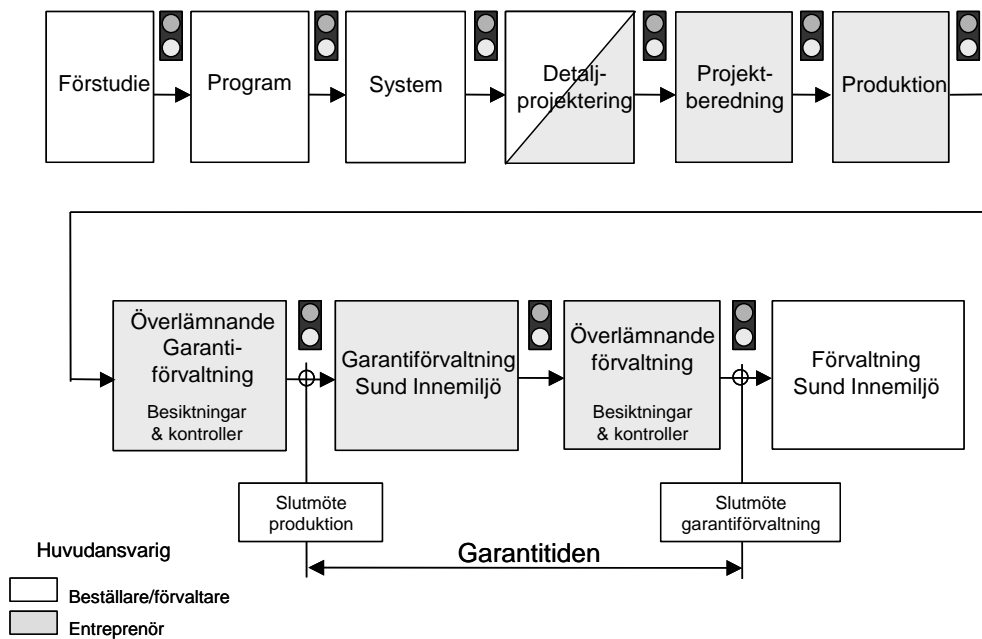 Förstudie
Program
System
Detalj-
projektering
Projekt-
beredning
Produktion
Överlämnande
Garanti-
förvaltning
Besiktningar
& kontroller
Garantiförvaltning
Sund Innemiljö
Överlämnande
förvaltning
Besiktningar
& kontroller
Förvaltning
Sund Innemiljö
Slutmöte
produktion
Slutmöte
garantiförvaltning
Garantitiden
Huvudansvarig
Beställare/förvaltare
Entreprenör